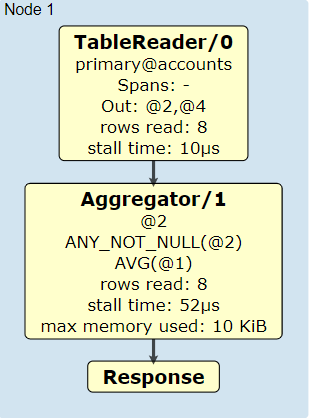 Node 1
TableReader/0
primary@accounts
Spans: -
Out: @2,@4
rows read: 8
stall time: 10µs
Aggregator/1
@2
ANY_NOT_NULL(@2)
AVG(@1)
rows read: 8
stall time: 52µs
max memory used: 10 KiB
Response